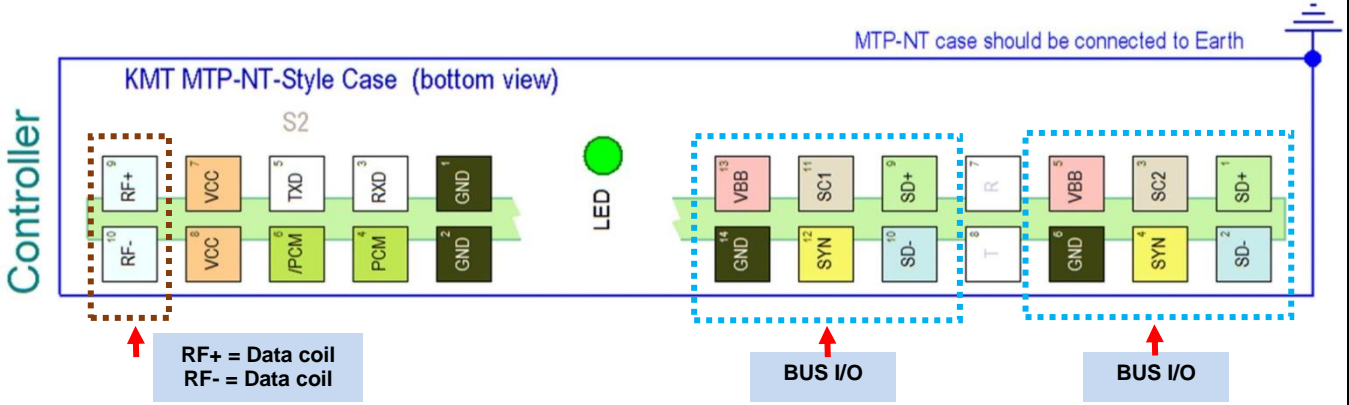 MTP-NT case should be connected to Earth
KMT MTP-NT-Style Case (bottom view)
Controller
S2
9 RF+
7 VCC
5 TXD
3 RXD
1 GND
LED
13 VBB
11 SC1
9 SD+
7 R
5 VBB
3 SC2
1 SD+
10 RF-
8 VCC
6 /PCM
4 PCM
2 GND
14 GND
12 SYN
10 SD-
8 T
6 GND
4 SYN
2 SD-
RF+ = Data coil
RF- = Data coil
BUS I/O
BUS I/O